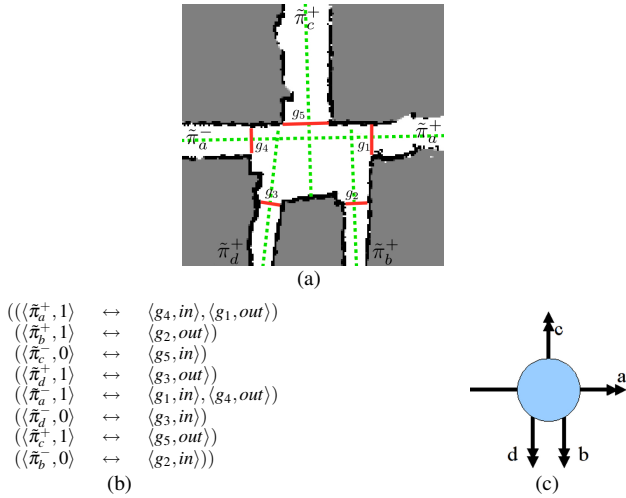 π̃c+
g5
π̃a−
g4
g1
π̃a+
g3
g2
π̃d+
π̃b+
(a)
((⟨π̃a+, 1⟩ ↔ ⟨g4, in⟩, ⟨g1, out⟩)
(⟨π̃b+, 1⟩ ↔ ⟨g2, out⟩)
(⟨π̃c−, 0⟩ ↔ ⟨g5, in⟩)
(⟨π̃d+, 1⟩ ↔ ⟨g3, out⟩)
(⟨π̃a−, 1⟩ ↔ ⟨g1, in⟩, ⟨g4, out⟩)
(⟨π̃d−, 0⟩ ↔ ⟨g3, in⟩)
(⟨π̃c+, 1⟩ ↔ ⟨g5, out⟩)
(⟨π̃b−, 0⟩ ↔ ⟨g2, in⟩))
(b)
c
a
d b
(c)